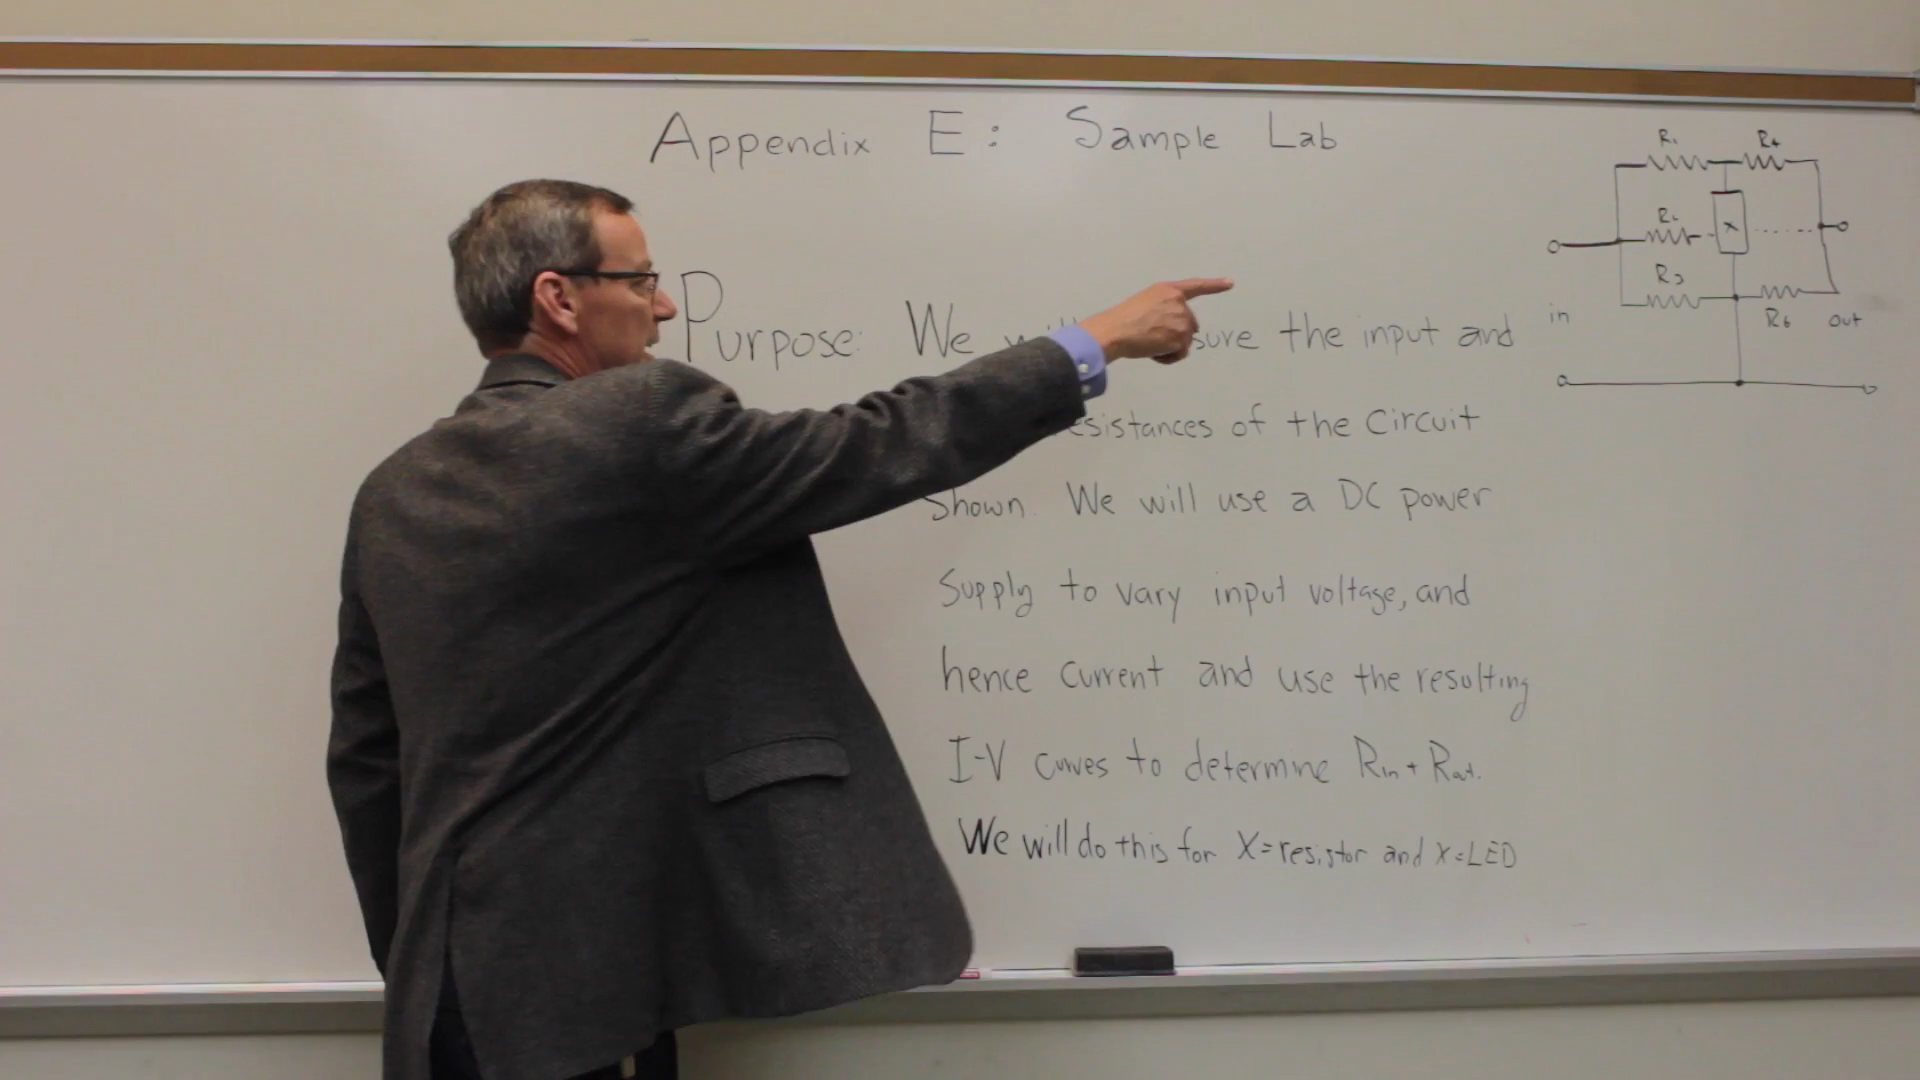 Appendix E: Sample Lab
Purpose: We sure the input and
esistances of the Circuit
Shown. We will use a DC power
Supply to vary input voltage, and
hence current and use the resulting
I-V curves to determine Rin + Rout.
We will do this for X=resistor and X=LED
R1 R4
R2 X
R3
in R6 out